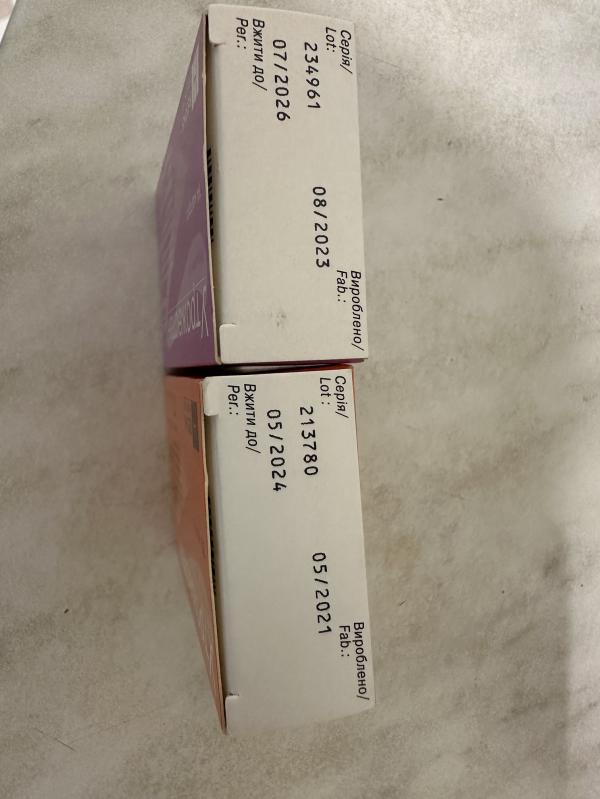 Серія/
Lot:
234961
Вжити до/
Per.:
07/2026
08/2023
Вироблено/
Fab.:
Серія/
Lot:
213780
Вжити до/
Per.:
05/2024
05/2021
Вироблено/
Fab.: